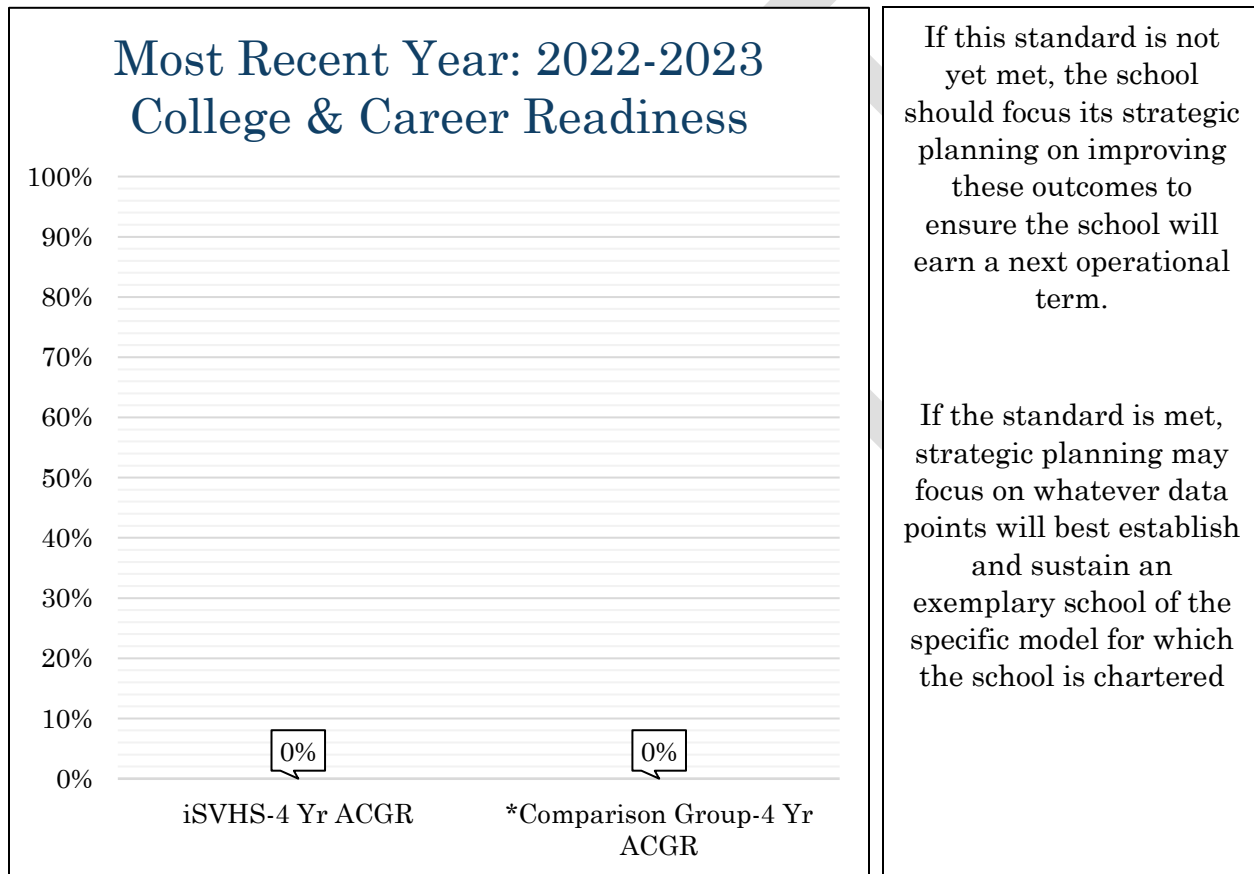 Most Recent Year: 2022-2023
College & Career Readiness
100%
90%
80%
70%
60%
50%
40%
30%
20%
10%
0%
0%
0%
iSVHS-4 Yr ACGR
*Comparison Group-4 Yr
ACGR
If this standard is not
yet met, the school
should focus its strategic
planning on improving
these outcomes to
ensure the school will
earn a next operational
term.
If the standard is met,
strategic planning may
focus on whatever data
points will best establish
and sustain an
exemplary school of the
specific model for which
the school is chartered